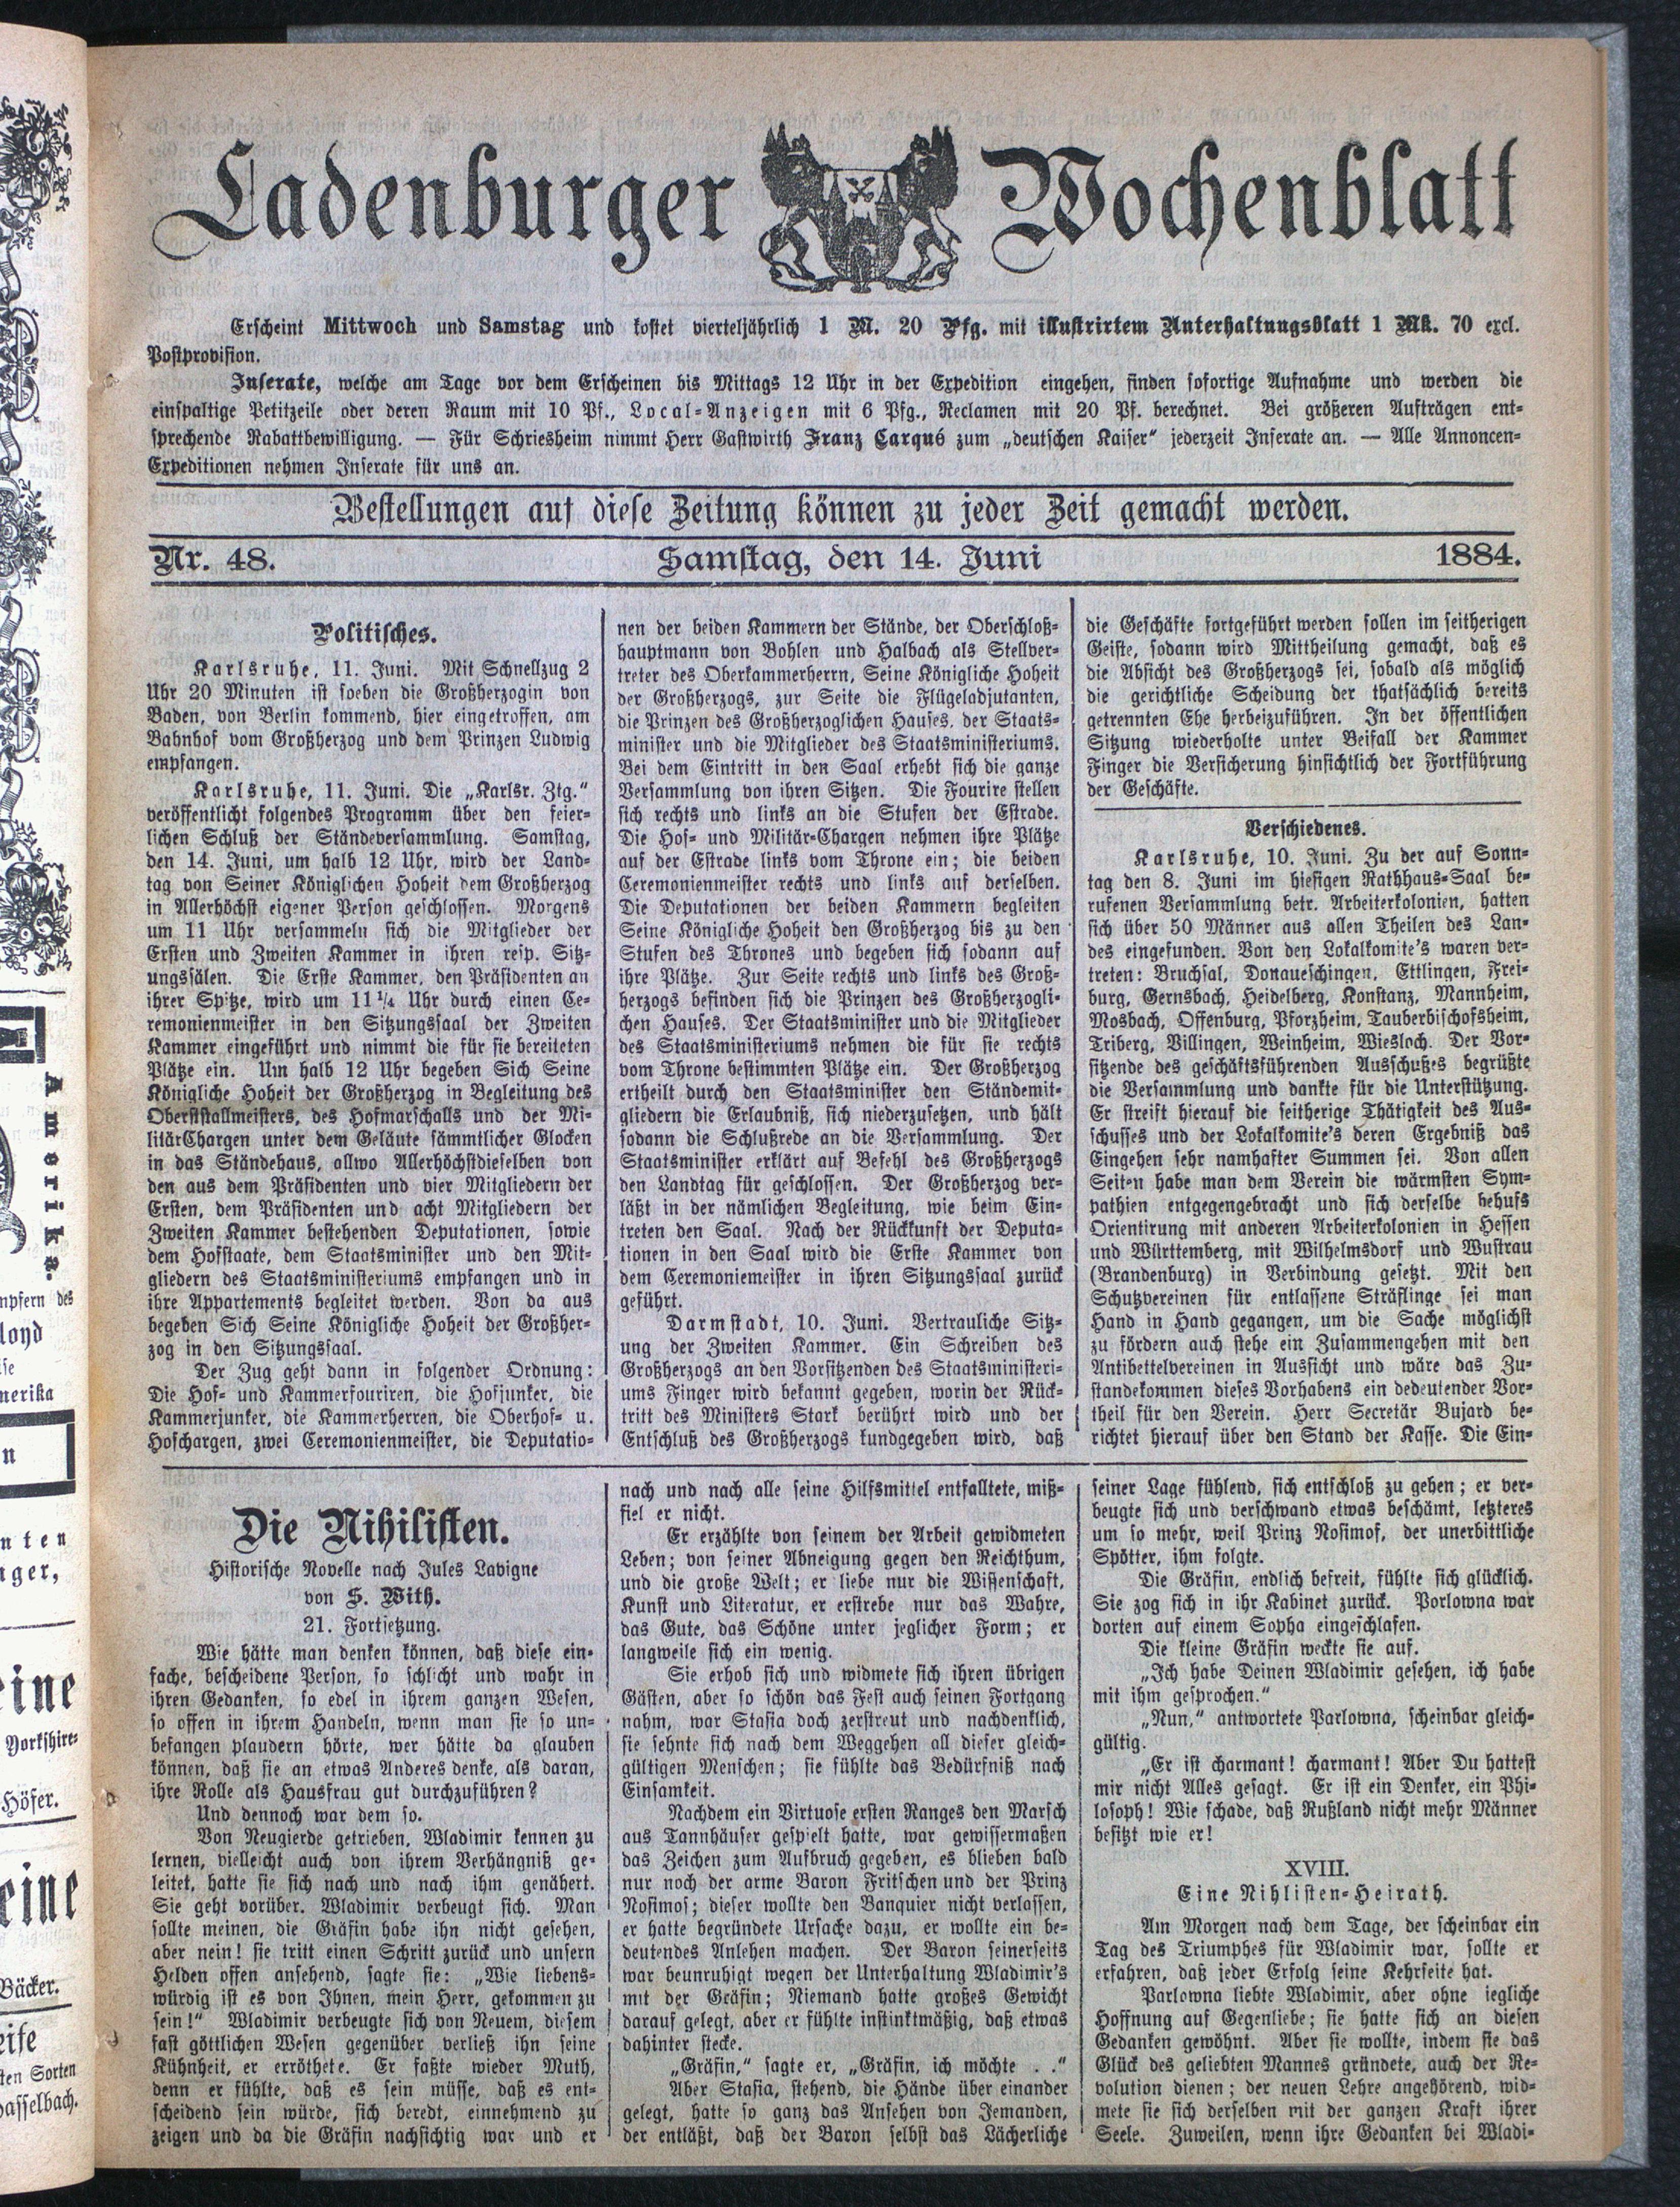 Ladenburger Wochenblatt
Erscheint Mittwoch und Samstag und kostet vierteljährlich 1 M. 20 Pfg. mit illustrirtem Unterhaltungsblatt 1 Mk. 70 excl.
Postprovision.
Inserate, welche am Tage vor dem Erscheinen bis Mittags 12 Uhr in der Expedition eingehen, finden sofortige Aufnahme und werden die
einspaltige Petitzeile oder deren Raum mit 10 Pf., Local-Anzeigen mit 6 Pfg., Reclamen mit 20 Pf. berechnet. Bei größeren Aufträgen ent-
sprechende Rabattbewilligung. — Für Schriesheim nimmt Herr Gastwirth Franz Carqué zum „deutschen Kaiser“ jederzeit Inserate an. — Alle Annoncen-
Expeditionen nehmen Inserate für uns an.
Bestellungen auf diese Zeitung können zu jeder Zeit gemacht werden.
Nr. 48. Samstag, den 14. Juni 1884.
Politisches.
Karlsruhe, 11. Juni. Mit Schnellzug 2
Uhr 20 Minuten ist soeben die Großherzogin von
Baden, von Berlin kommend, hier eingetroffen, am
Bahnhof vom Großherzog und dem Prinzen Ludwig
empfangen.
Karlsruhe, 11. Juni. Die „Karlsr. Ztg.“
veröffentlicht folgendes Programm über den feier-
lichen Schluß der Ständeversammlung. Samstag,
den 14. Juni, um halb 12 Uhr, wird der Land-
tag von Seiner Königlichen Hoheit dem Großherzog
in Allerhöchst eigener Person geschlossen. Morgens
um 11 Uhr versammeln sich die Mitglieder der
Ersten und Zweiten Kammer in ihren resp. Sitz-
ungssälen. Die Erste Kammer, den Präsidenten an
ihrer Spitze, wird um 11¼ Uhr durch einen Ce-
remonienmeister in den Sitzungssaal der Zweiten
Kammer eingeführt und nimmt die für sie bereiteten
Plätze ein. Um halb 12 Uhr begeben Sich Seine
Königliche Hoheit der Großherzog in Begleitung des
Oberststallmeisters, des Hofmarschalls und der Mi-
litärChargen unter dem Geläute sämmtlicher Glocken
in das Ständehaus, allwo Allerhöchstdieselben von
den aus dem Präsidenten und vier Mitgliedern der
Ersten, dem Präsidenten und acht Mitgliedern der
Zweiten Kammer bestehenden Deputationen, sowie
dem Hofstaate, dem Staatsminister und den Mit-
gliedern des Staatsministeriums empfangen und in
ihre Appartements begleitet werden. Von da aus
begeben Sich Seine Königliche Hoheit der Großher-
zog in den Sitzungssaal.
Der Zug geht dann in folgender Ordnung:
Die Hof- und Kammerfouriren, die Hofjunker, die
Kammerjunker, die Kammerherren, die Oberhof- u.
Hofchargen, zwei Ceremonienmeister, die Deputatio-
nen der beiden Kammern der Stände, der Oberschloß-
hauptmann von Bohlen und Halbach als Stellver-
treter des Oberkammerherrn, Seine Königliche Hoheit
der Großherzogs, zur Seite die Flügeladjutanten,
die Prinzen des Großherzoglichen Hauses, der Staats-
minister und die Mitglieder des Staatsministeriums.
Bei dem Eintritt in den Saal erhebt sich die ganze
Versammlung von ihren Sitzen. Die Fourire stellen
sich rechts und links an die Stufen der Estrade.
Die Hof- und Militär-Chargen nehmen ihre Plätze
auf der Estrade links vom Throne ein; die beiden
Ceremonienmeister rechts und links auf derselben.
Die Deputationen der beiden Kammern begleiten
Seine Königliche Hoheit den Großherzog bis zu den
Stufen des Thrones und begeben sich sodann auf
ihre Plätze. Zur Seite rechts und links des Groß-
herzogs befinden sich die Prinzen des Großherzogli-
chen Hauses. Der Staatsminister und die Mitglieder
des Staatsministeriums nehmen die für sie rechts
vom Throne bestimmten Plätze ein. Der Großherzog
ertheilt durch den Staatsminister den Ständemit-
gliedern die Erlaubniß, sich niederzusetzen, und hält
sodann die Schlußrede an die Versammlung. Der
Staatsminister erklärt auf Befehl des Großherzogs
den Landtag für geschlossen. Der Großherzog ver-
läßt in der nämlichen Begleitung, wie beim Ein-
treten den Saal. Nach der Rückkunft der Deputa-
tionen in den Saal wird die Erste Kammer von
dem Ceremoniemeister in ihren Sitzungssaal zurück
geführt.
Darmstadt, 10. Juni. Vertrauliche Sitz-
ung der Zweiten Kammer. Ein Schreiben des
Großherzogs an den Vorsitzenden des Staatsministeri-
ums Finger wird bekannt gegeben, worin der Rück-
tritt des Ministers Stark berührt wird und der
Entschluß des Großherzogs kundgegeben wird, daß
die Geschäfte fortgeführt werden sollen im seitherigen
Geiste, sodann wird Mittheilung gemacht, daß es
die Absicht des Großherzogs sei, sobald als möglich
die gerichtliche Scheidung der thatsächlich bereits
getrennten Ehe herbeizuführen. In der öffentlichen
Sitzung wiederholte unter Beifall der Kammer
Finger die Versicherung hinsichtlich der Fortführung
der Geschäfte.
Verschiedenes.
Karlsruhe, 10. Juni. Zu der auf Sonn-
tag den 8. Juni im hiesigen Rathhaus-Saal be-
rufenen Versammlung betr. Arbeiterkolonien, hatten
sich über 50 Männer aus allen Theilen des Lan-
des eingefunden. Von den Lokalkomite's waren ver-
treten: Bruchsal, Donaueschingen, Ettlingen, Frei-
burg, Gernsbach, Heidelberg, Konstanz, Mannheim,
Mosbach, Offenburg, Pforzheim, Tauberbischofsheim,
Triberg, Villingen, Weinheim, Wiesloch. Der Vor-
sitzende des geschäftsführenden Ausschußes begrüßte
die Versammlung und dankte für die Unterstützung.
Er streift hierauf die seitherige Thätigkeit des Aus-
schusses und der Lokalkomite's deren Ergebniß das
Eingehen sehr namhafter Summen sei. Von allen
Seiten habe man dem Verein die wärmsten Sym-
pathien entgegengebracht und sich derselbe behufs
Orientirung mit anderen Arbeiterkolonien in Hessen
und Württemberg, mit Wilhelmsdorf und Wustrau
(Brandenburg) in Verbindung gesetzt. Mit den
Schutzvereinen für entlassene Sträflinge sei man
Hand in Hand gegangen, um die Sache möglichst
zu fördern auch stehe ein Zusammengehen mit den
Antibettelvereinen in Aussicht und wäre das Zu-
standekommen dieses Vorhabens ein bedeutender Vor-
theil für den Verein. Herr Secretär Bujard be-
richtet hierauf über den Stand der Kasse. Die Ein-
Die Nihilisten.
Historische Novelle nach Jules Lavigne
von S. With.
21. Fortsetzung.
Wie hätte man denken können, daß diese ein-
fache, bescheidene Person, so schlicht und wahr in
ihren Gedanken, so edel in ihrem ganzen Wesen,
so offen in ihrem Handeln, wenn man sie so un-
befangen plaudern hörte, wer hätte da glauben
können, daß sie an etwas Anderes denke, als daran,
ihre Rolle als Hausfrau gut durchzuführen?
Und dennoch war dem so.
Von Neugierde getrieben, Wladimir kennen zu
lernen, vielleicht auch von ihrem Verhängniß ge-
leitet, hatte sie sich nach und nach ihm genähert.
Sie geht vorüber. Wladimir verbeugt sich. Man
sollte meinen, die Gräfin habe ihn nicht gesehen,
aber nein! sie tritt einen Schritt zurück und unsern
Helden offen ansehend, sagte sie: „Wie liebens-
würdig ist es von Ihnen, mein Herr, gekommen zu
sein!“ Wladimir verbeugte sich von Neuem, diesem
fast göttlichen Wesen gegenüber verließ ihn seine
Kühnheit, er erröthete. Er faßte wieder Muth,
denn er fühlte, daß es sein müsse, daß es ent-
scheidend sein würde, sich beredt, einnehmend zu
zeigen und da die Gräfin nachsichtig war und er
nach und nach alle seine Hilfsmittel entfalltete, miß-
fiel er nicht.
Er erzählte von seinem der Arbeit gewidmeten
Leben; von seiner Abneigung gegen den Reichthum,
und die große Welt; er liebe nur die Wissenschaft,
Kunst und Literatur, er erstrebe nur das Wahre,
das Gute, das Schöne unter jeglicher Form; er
langweile sich ein wenig.
Sie erhob sich und widmete sich ihren übrigen
Gästen, aber so schön das Fest auch seinen Fortgang
nahm, war Stasia doch zerstreut und nachdenklich,
sie sehnte sich nach dem Weggehen all dieser gleich-
gültigen Menschen; sie fühlte das Bedürfniß nach
Einsamkeit.
Nachdem ein Virtuose ersten Ranges den Marsch
aus Tannhäuser gespielt hatte, war gewissermaßen
das Zeichen zum Aufbruch gegeben, es blieben bald
nur noch der arme Baron Fritschen und der Prinz
Nosimos; dieser wollte den Banquier nicht verlassen,
er hatte begründete Ursache dazu, er wollte ein be-
deutendes Anlehen machen. Der Baron seinerseits
war beunruhigt wegen der Unterhaltung Wladimir's
mit der Gräfin; Niemand hatte großes Gewicht
darauf gelegt, aber er fühlte instinktmäßig, daß etwas
dahinter stecke.
„Gräfin,“ sagte er, „Gräfin, ich möchte . .“
Aber Stasia, stehend, die Hände über einander
gelegt, hatte so ganz das Ansehen von Jemanden,
der entläßt, daß der Baron selbst das Lächerliche
seiner Lage fühlend, sich entschloß zu gehen; er ver-
beugte sich und verschwand etwas beschämt, letzteres
um so mehr, weil Prinz Nosimof, der unerbittliche
Spötter, ihm folgte.
Die Gräfin, endlich befreit, fühlte sich glücklich.
Sie zog sich in ihr Kabinet zurück. Porlowna war
dorten auf einem Sopha eingeschlafen.
Die kleine Gräfin weckte sie auf.
„Ich habe Deinen Wladimir gesehen, ich habe
mit ihm gesprochen.“
„Nun,“ antwortete Parlowna, scheinbar gleich-
gültig.
„Er ist charmant! charmant! Aber Du hattest
mir nicht Alles gesagt. Er ist ein Denker, ein Phi-
losoph! Wie schade, daß Rußland nicht mehr Männer
besitzt wie er!
XVIII.
Eine Nihlisten-Heirath.
Am Morgen nach dem Tage, der scheinbar ein
Tag des Triumphes für Wladimir war, sollte er
erfahren, daß jeder Erfolg seine Kehrseite hat.
Parlowna liebte Wladimir, aber ohne iegliche
Hoffnung auf Gegenliebe; sie hatte sich an diesen
Gedanken gewöhnt. Aber sie wollte, indem sie das
Glück des geliebten Mannes gründete, auch der Re-
volution dienen; der neuen Lehre angehörend, wid-
mete sie sich derselben mit der ganzen Kraft ihrer
Seele. Zuweilen, wenn ihre Gedanken bei Wladi-
Amerika.
mpfern des
loyd
merika
n
nten
nger,
eine
Yorkshire-
Höfer.
eine
Bäcker.
eife
ten Sorten
asselbach.